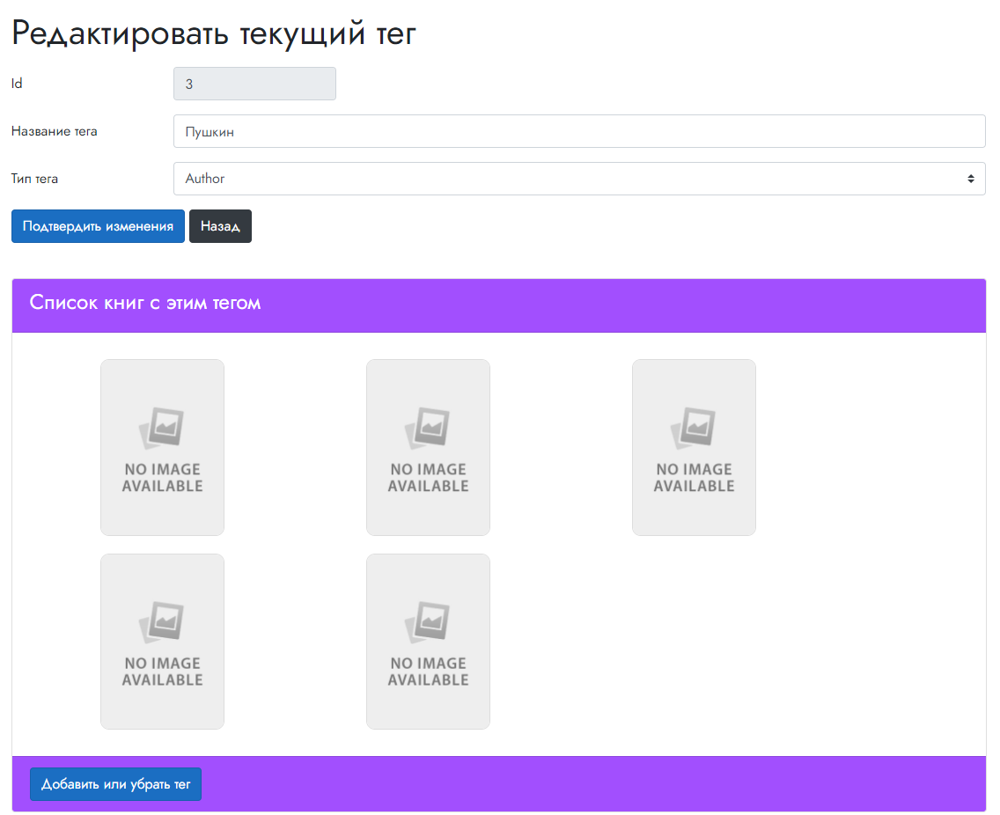 Редактировать текущий тег
Id
3
Название тега
Пушкин
Тип тега
Author
Подтвердить изменения
Назад
Список книг с этим тегом
NO IMAGE
AVAILABLE
NO IMAGE
AVAILABLE
NO IMAGE
AVAILABLE
NO IMAGE
AVAILABLE
NO IMAGE
AVAILABLE
Добавить или убрать тег